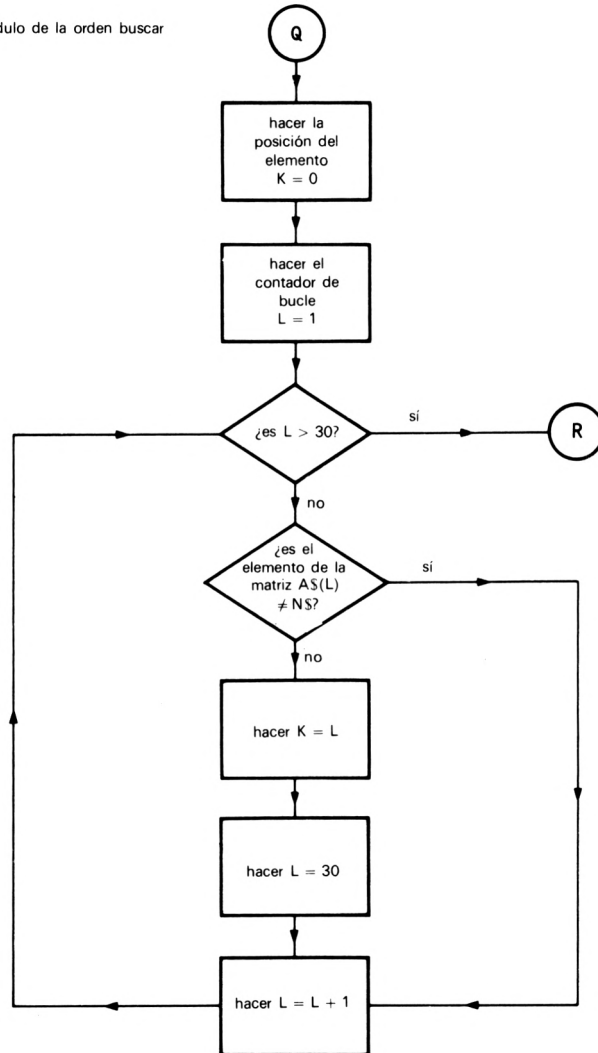 dulo de la orden buscar
Q
hacer la
posición del
elemento
K = 0
hacer el
contador de
bucle
L = 1
¿es L > 30?
sí
R
no
¿es el
elemento de la
matriz A$(L)
≠ N$?
sí
no
hacer K = L
hacer L = 30
hacer L = L + 1